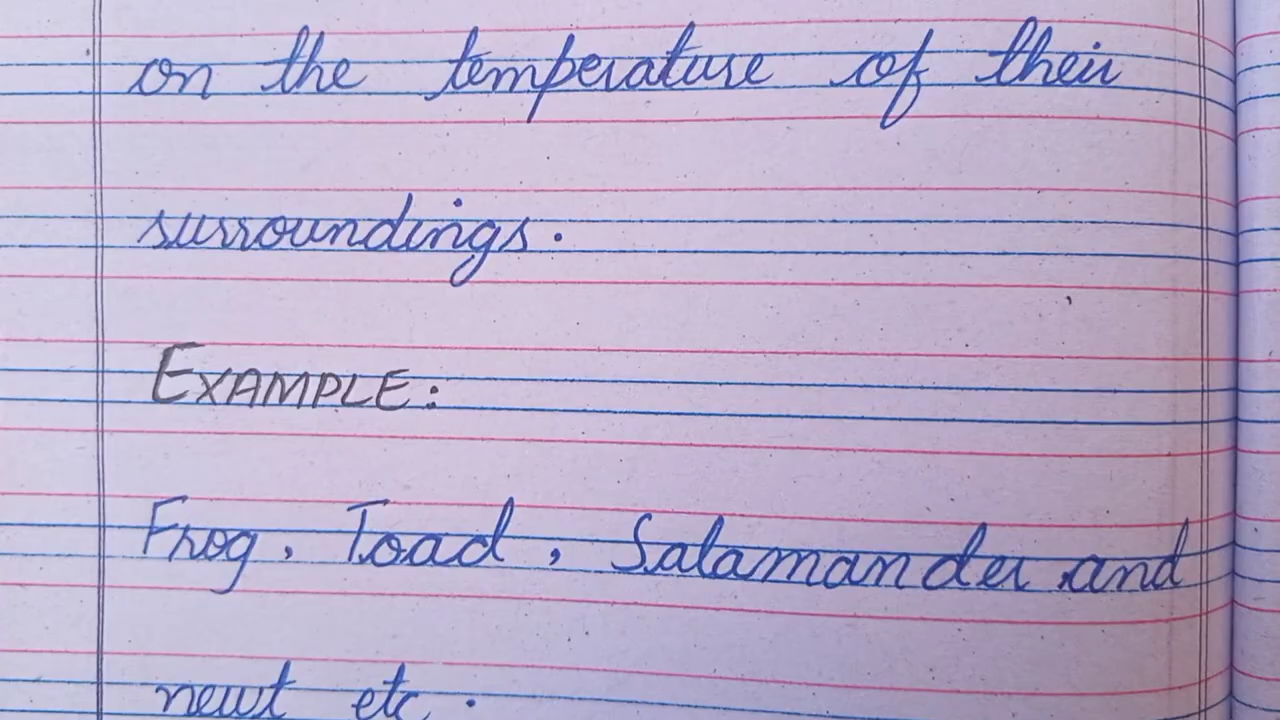 on the temperature of their
surroundings.
EXAMPLE:
Frog, Toad, Salamander and
newt etc.